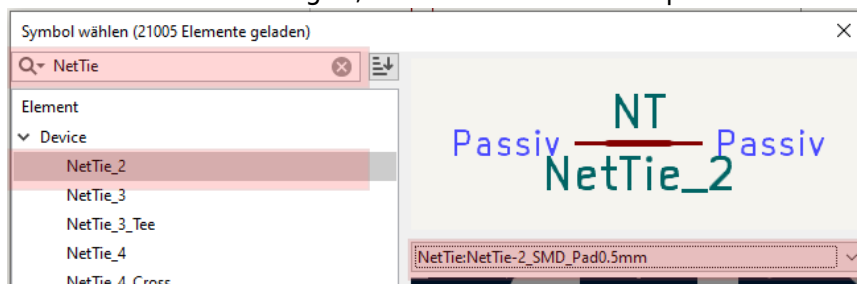 Symbol wählen (21005 Elemente geladen)
NetTie
Element
Device
NetTie_2
NetTie_3
NetTie_3_Tee
NetTie_4
NetTie_4_Cross
NT
Passiv Passiv
NetTie_2
NetTie:NetTie-2_SMD_Pad0.5mm